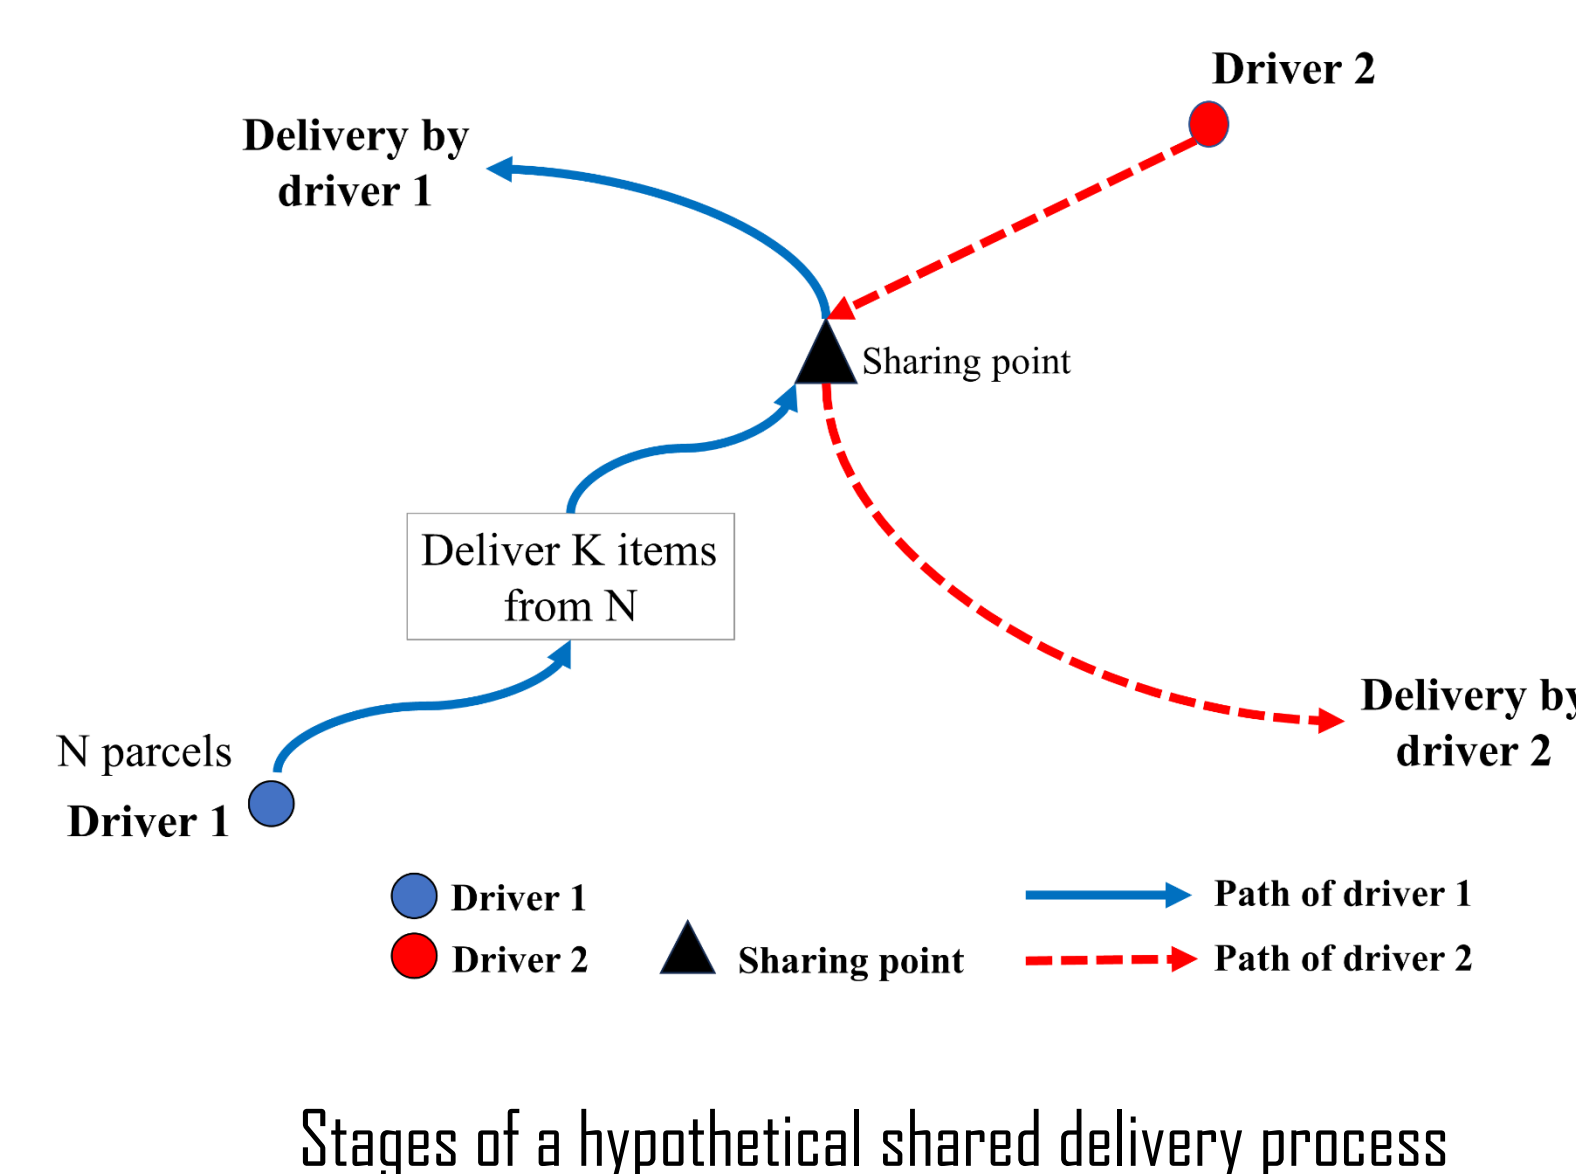 Driver 2
Delivery by
driver 1
Sharing point
Deliver K items
from N
N parcels
Driver 1
Delivery by
driver 2
Driver 1
Driver 2
Sharing point
Path of driver 1
Path of driver 2
Stages of a hypothetical shared delivery process